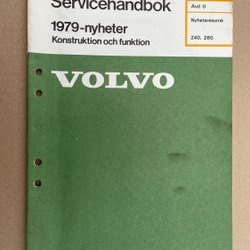 Servicehandbok
1979-nyheter
Konstruktion och funktion
Avd 0
Nyhetsresumé
240, 260
VOLVO